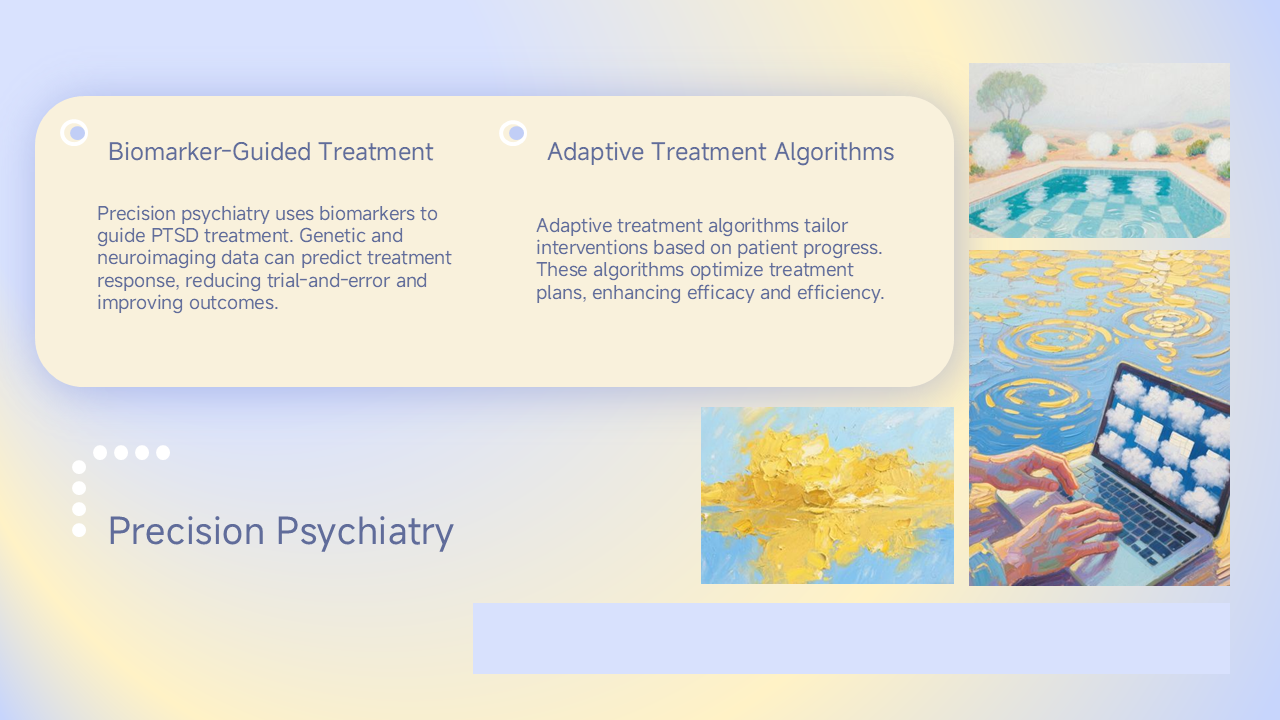 Biomarker-Guided Treatment
Precision psychiatry uses biomarkers to
guide PTSD treatment. Genetic and
neuroimaging data can predict treatment
response, reducing trial-and-error and
improving outcomes.
Adaptive Treatment Algorithms
Adaptive treatment algorithms tailor
interventions based on patient progress.
These algorithms optimize treatment
plans, enhancing efficacy and efficiency.
Precision Psychiatry